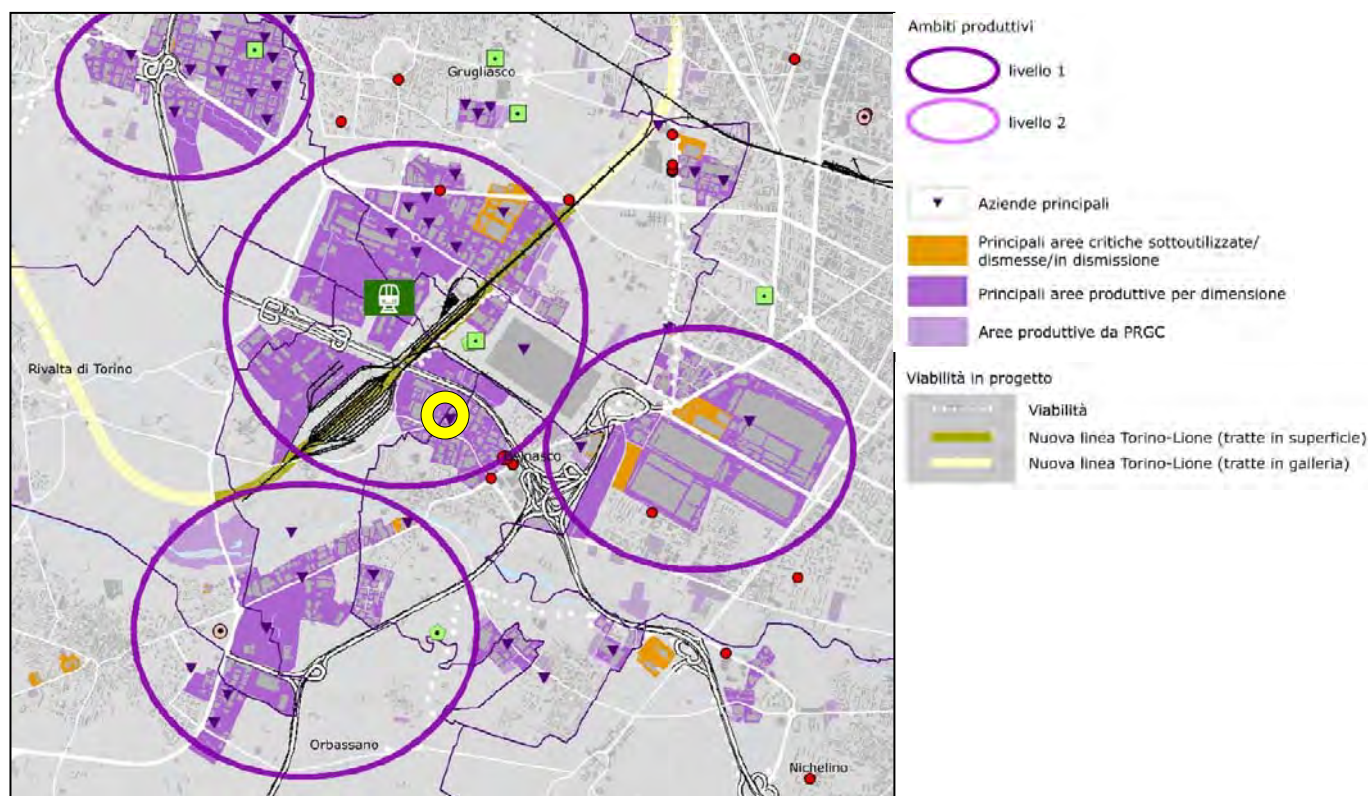 Grugliasco
Rivalta di Torino
Beinasco
Orbassano
Nichelino
Ambiti produttivi
livello 1
livello 2
Aziende principali
Principali aree critiche sottoutilizzate/
dismesse/in dismissione
Principali aree produttive per dimensione
Aree produttive da PRGC
Viabilità in progetto
Viabilità
Nuova linea Torino-Lione (tratte in superficie)
Nuova linea Torino-Lione (tratte in galleria)